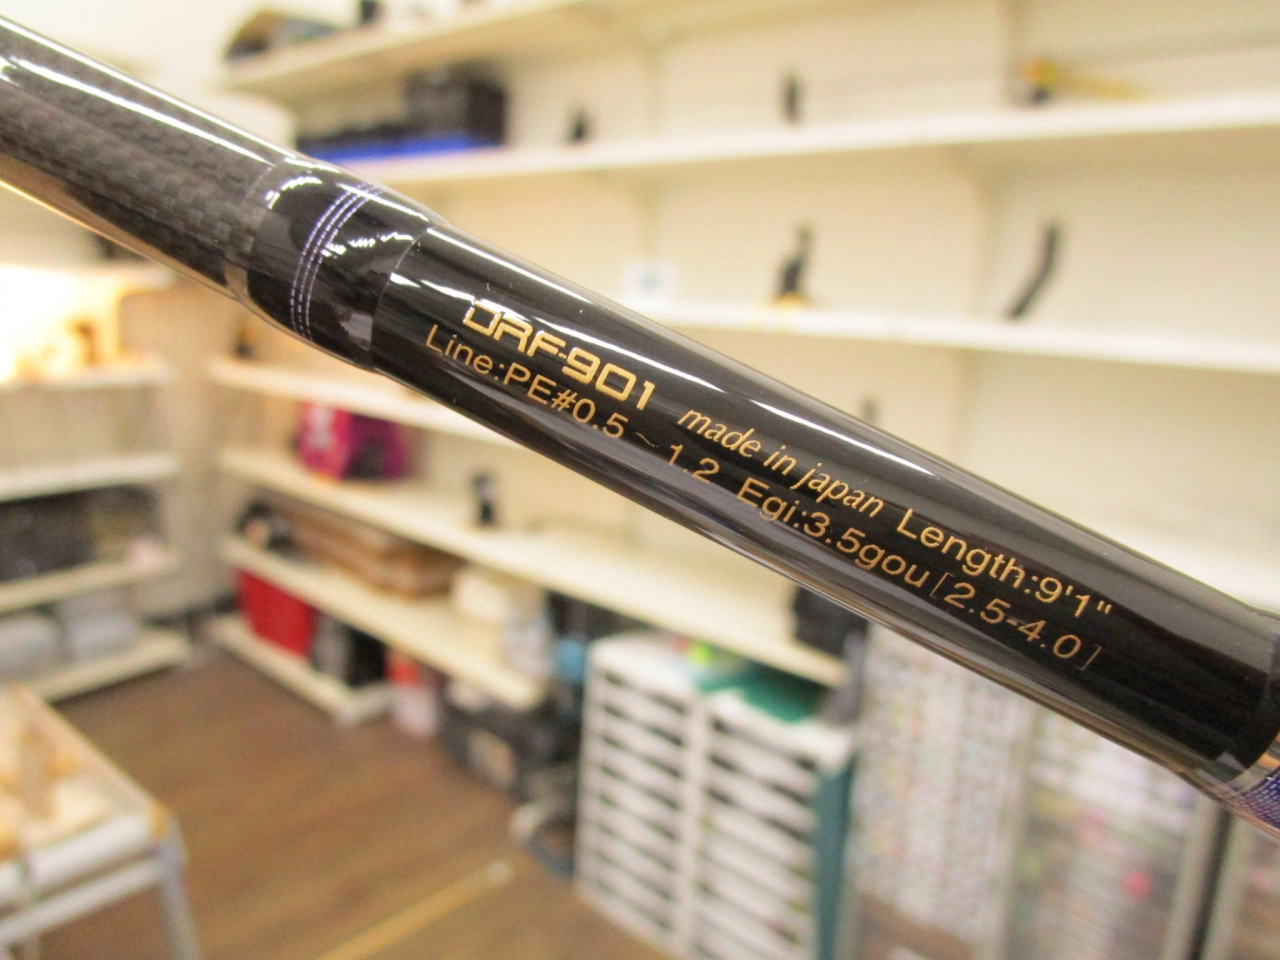 DRF-901 made in japan Length:9'1"
Line:PE#0.5～1.2 Egi:3.5gou[2.5-4.0]